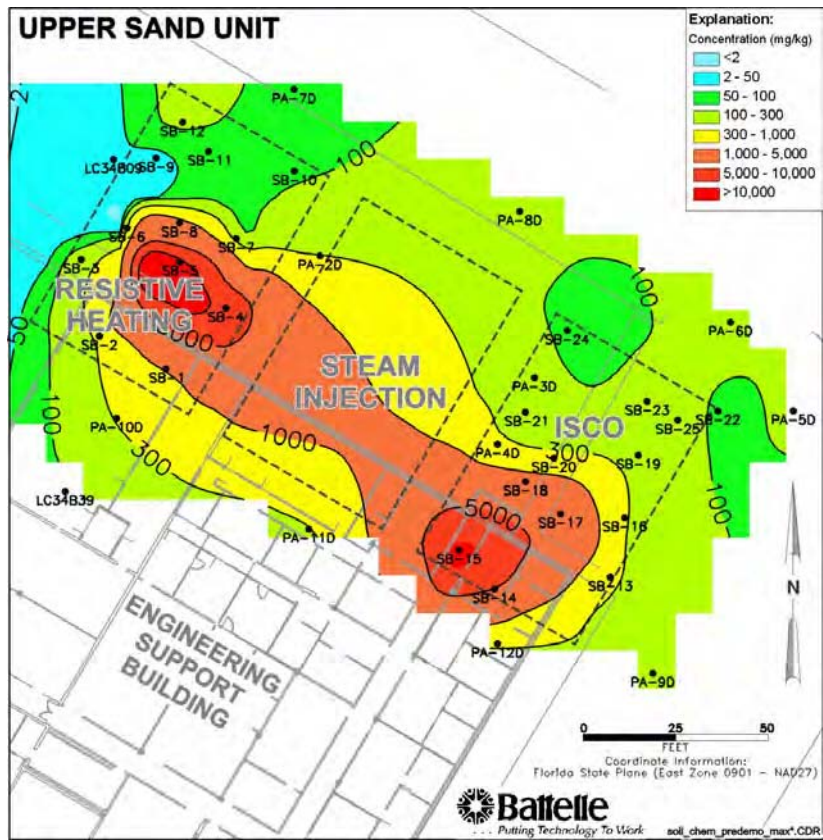 UPPER SAND UNIT
Explanation:
Concentration (mg/kg)
<2
2 - 50
50 - 100
100 - 300
300 - 1,000
1,000 - 5,000
5,000 - 10,000
>10,000
PA-7D
SB-12
LC34B09
SB-9
SB-11
SB-10
100
PA-8D
SB-6
SB-8
SB-7
PA-2D
SB-3
SB-5
100
RESISTIVE
HEATING
SB-4
PA-6D
50
SB-2
SB-24
STEAM
INJECTION
SB-1
PA-3D
SB-23
SB-22
PA-5D
100
PA-10D
SB-21
ISCO
SB-25
1000
PA-4D
300
SB-20
SB-19
300
SB-18
100
LC34B39
5000
SB-17
SB-16
PA-11D
SB-15
SB-14
SB-13
N
ENGINEERING
SUPPORT
BUILDING
PA-12D
PA-9D
0 25 50
FEET
Coordinate Information:
Florida State Plane (East Zone 0901 - NAD27)
Battelle
. . . Putting Technology To Work
soil_chem_predemo_max*.CDR